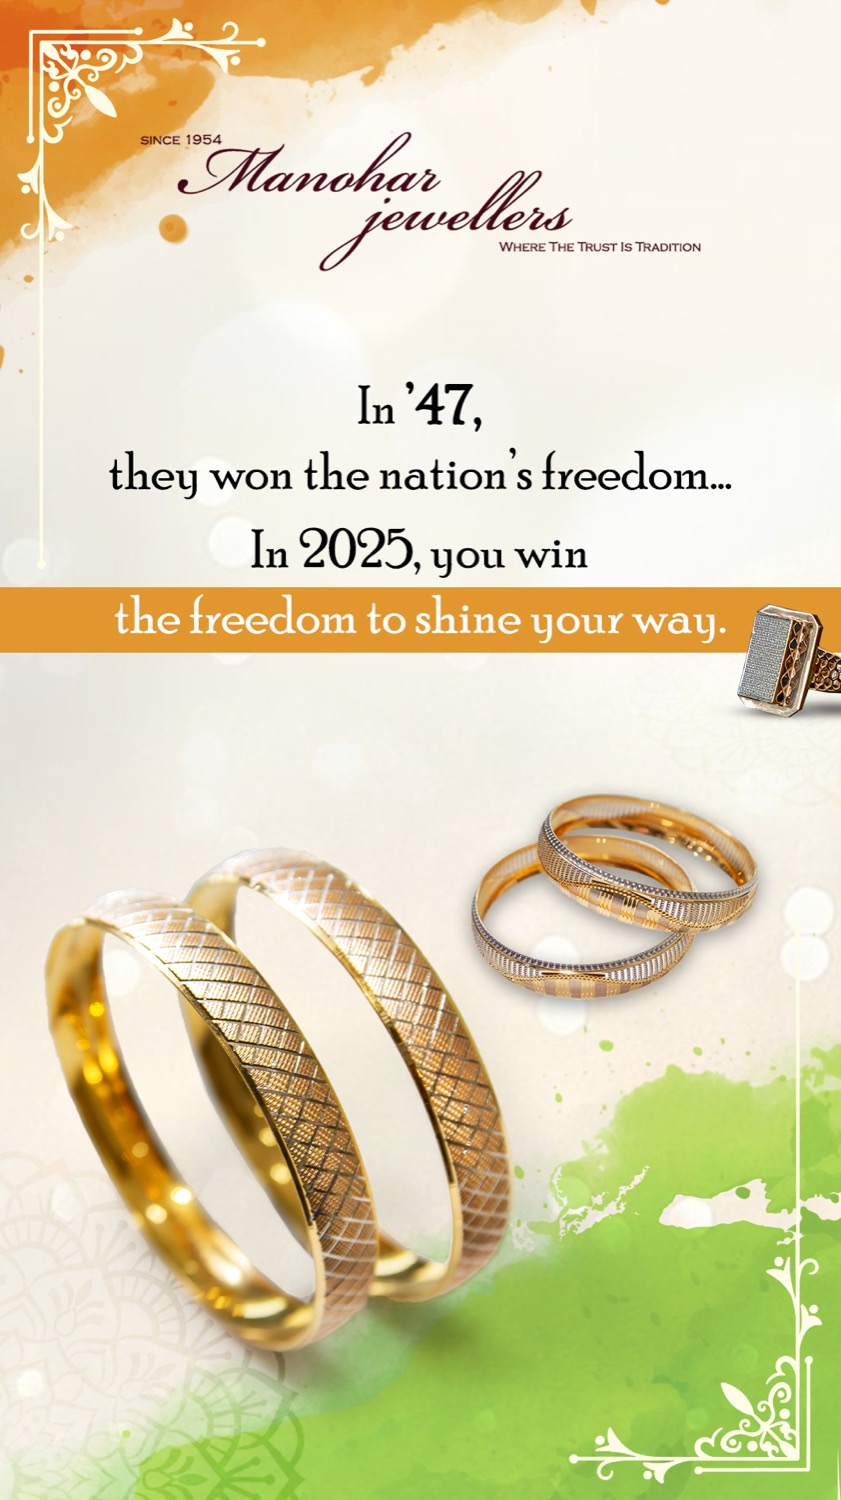 SINCE 1954
Manohar
jewellers
WHERE THE TRUST IS TRADITION
In ’47,
they won the nation’s freedom...
In 2025, you win
the freedom to shine your way.